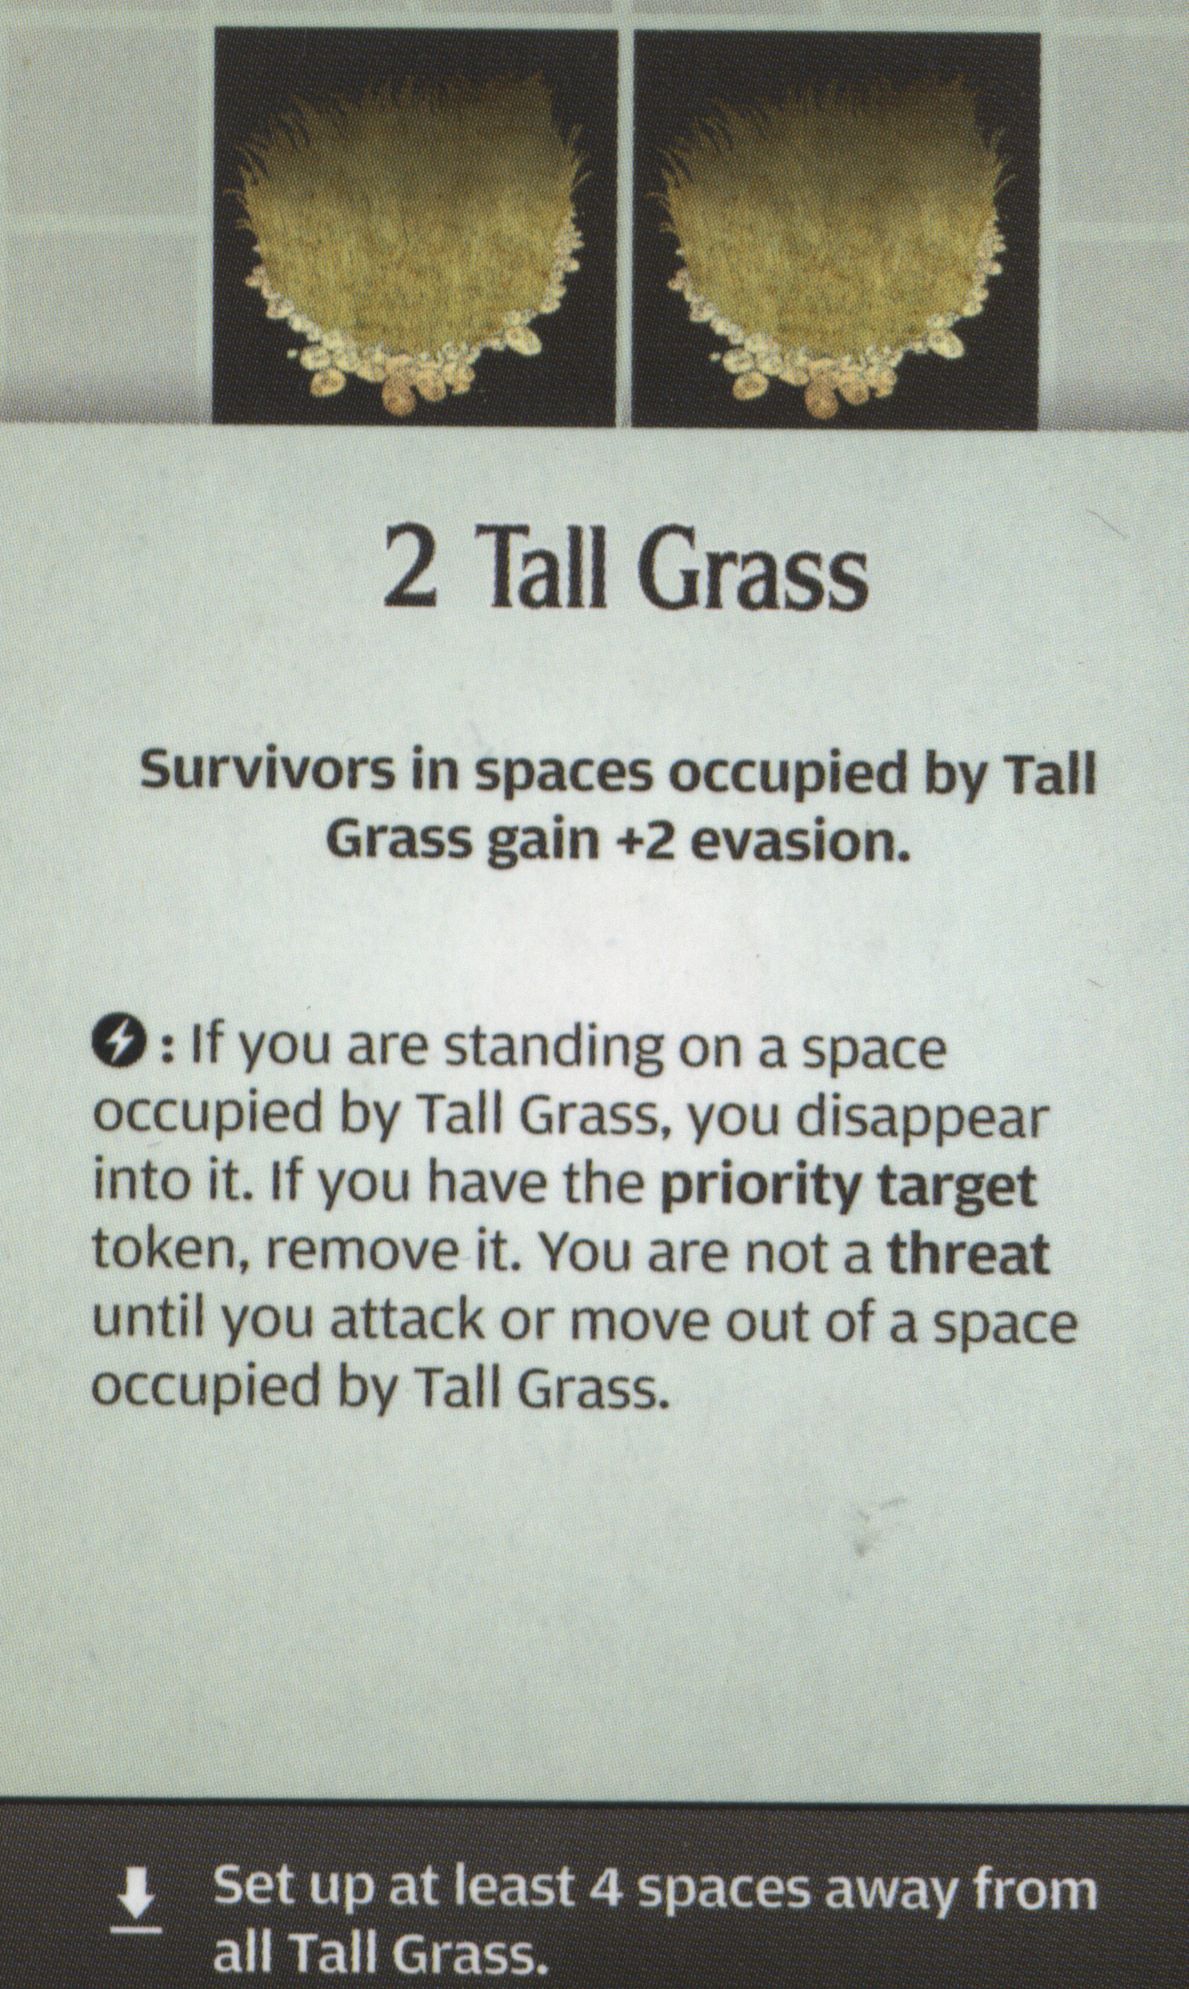 2 Tall Grass
Survivors in spaces occupied by Tall
Grass gain +2 evasion.
: If you are standing on a space
occupied by Tall Grass, you disappear
into it. If you have the priority target
token, remove it. You are not a threat
until you attack or move out of a space
occupied by Tall Grass.
Set up at least 4 spaces away from
all Tall Grass.